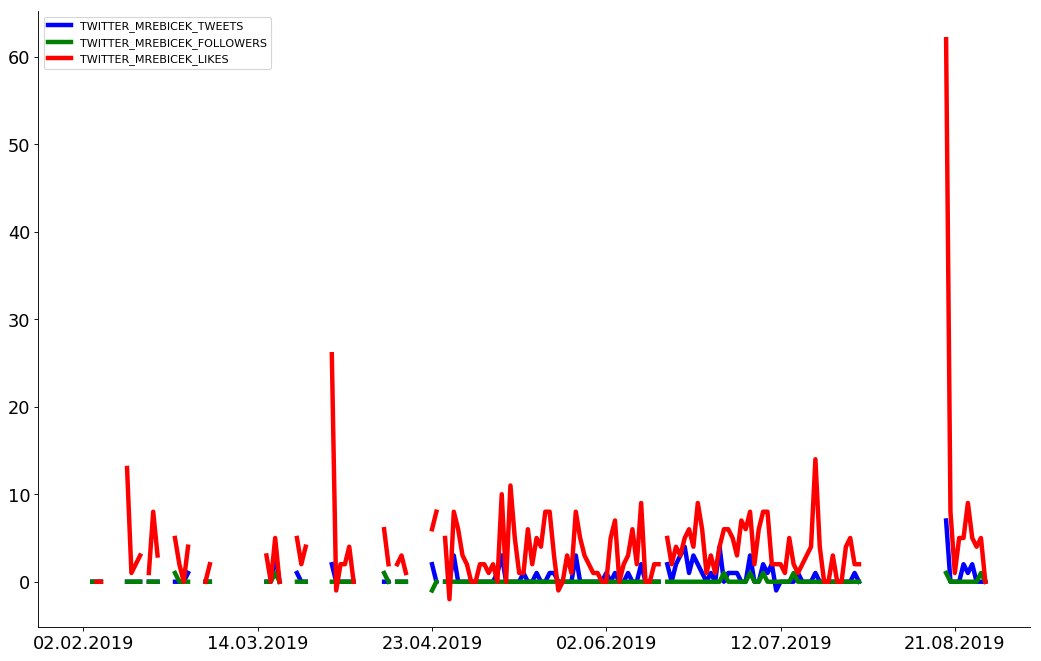 TWITTER_MREBICEK_TWEETS
TWITTER_MREBICEK_FOLLOWERS
TWITTER_MREBICEK_LIKES
60
50
40
30
20
10
0
02.02.2019 14.03.2019 23.04.2019 02.06.2019 12.07.2019 21.08.2019